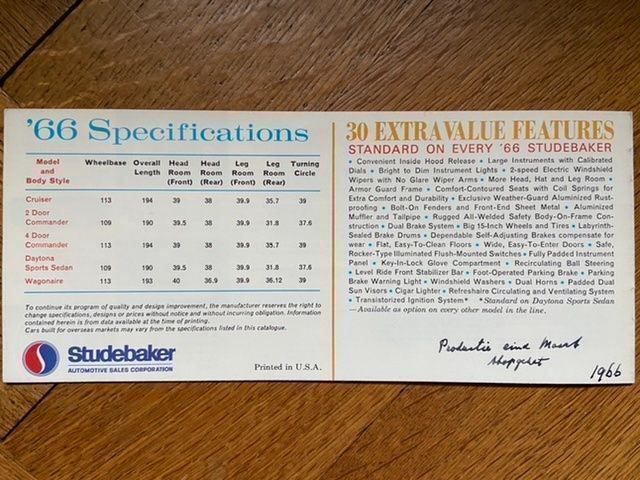 '66 Specifications
Model and Body Style Wheelbase Overall Length Head Room (Front) Head Room (Rear) Leg Room (Front) Leg Room (Rear) Turning Circle
Cruiser 113 194 39 38 39.9 35.7 39
2 Door
Commander 109 190 39.5 38 39.9 31.8 37.6
4 Door
Commander 113 194 39 38 39.9 35.7 39
Daytona
Sports Sedan 109 190 39.5 38 39.9 31.8 37.6
Wagonaire 113 193 40 36.9 39.9 36.12 39
To continue its program of quality and design improvement, the manufacturer reserves the right to
change specifications, designs or prices without notice and without incurring obligation. Information
contained herein is from data available at the time of printing.
Cars built for overseas markets may vary from the specifications listed in this catalogue.
Studebaker
AUTOMOTIVE SALES CORPORATION
Printed in U.S.A.
30 EXTRA VALUE FEATURES
STANDARD ON EVERY '66 STUDEBAKER
• Convenient Inside Hood Release • Large Instruments with Calibrated
Dials • Bright to Dim Instrument Lights • 2-speed Electric Windshield
Wipers with No Glare Wiper Arms • More Head, Hat and Leg Room •
Armor Guard Frame • Comfort-Contoured Seats with Coil Springs for
Extra Comfort and Durability • Exclusive Weather-Guard Aluminized Rust-
proofing • Bolt-On Fenders and Front-End Sheet Metal • Aluminized
Muffler and Tailpipe • Rugged All-Welded Safety Body-On-Frame Con-
struction • Dual Brake System • Big 15-Inch Wheels and Tires • Labyrinth-
Sealed Brake Drums • Dependable Self-Adjusting Brakes compensate for
wear • Flat, Easy-To-Clean Floors • Wide, Easy-To-Enter Doors • Safe,
Rocker-Type Illuminated Flush-Mounted Switches • Fully Padded Instrument
Panel • Key-In-Lock Glove Compartment • Recirculating Ball Steering
• Level Ride Front Stabilizer Bar • Foot-Operated Parking Brake • Parking
Brake Warning Light • Windshield Washers • Dual Horns • Padded Dual
Sun Visors • Cigar Lighter • Refreshaire Circulating and Ventilating System
• Transistorized Ignition System* *Standard on Daytona Sports Sedan
—Available as option on every other model in the line.
Productie eind Maart
1966